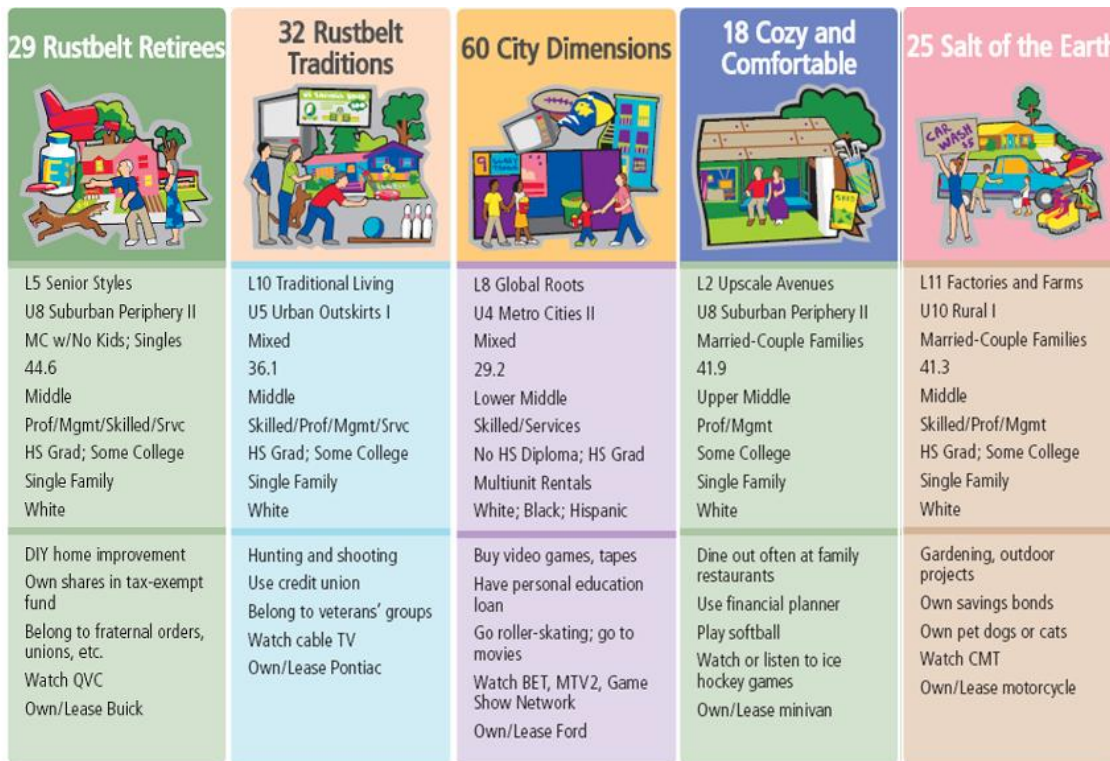 29 Rustbelt Retirees
L5 Senior Styles
U8 Suburban Periphery II
MC w/No Kids; Singles
44.6
Middle
Prof/Mgmt/Skilled/Srvc
HS Grad; Some College
Single Family
White
DIY home improvement
Own shares in tax-exempt
fund
Belong to fraternal orders,
unions, etc.
Watch QVC
Own/Lease Buick
32 Rustbelt
Traditions
L10 Traditional Living
U5 Urban Outskirts I
Mixed
36.1
Middle
Skilled/Prof/Mgmt/Srvc
HS Grad; Some College
Single Family
White
Hunting and shooting
Use credit union
Belong to veterans’ groups
Watch cable TV
Own/Lease Pontiac
60 City Dimensions
9
L8 Global Roots
U4 Metro Cities II
Mixed
29.2
Lower Middle
Skilled/Services
No HS Diploma; HS Grad
Multiunit Rentals
White; Black; Hispanic
Buy video games, tapes
Have personal education
loan
Go roller-skating; go to
movies
Watch BET, MTV2, Game
Show Network
Own/Lease Ford
18 Cozy and
Comfortable
SEED
L2 Upscale Avenues
U8 Suburban Periphery II
Married-Couple Families
41.9
Upper Middle
Prof/Mgmt
Some College
Single Family
White
Dine out often at family
restaurants
Use financial planner
Play softball
Watch or listen to ice
hockey games
Own/Lease minivan
25 Salt of the Earth
CAR
WASH
L11 Factories and Farms
U10 Rural I
Married-Couple Families
41.3
Middle
Skilled/Prof/Mgmt
HS Grad; Some College
Single Family
White
Gardening, outdoor
projects
Own savings bonds
Own pet dogs or cats
Watch CMT
Own/Lease motorcycle